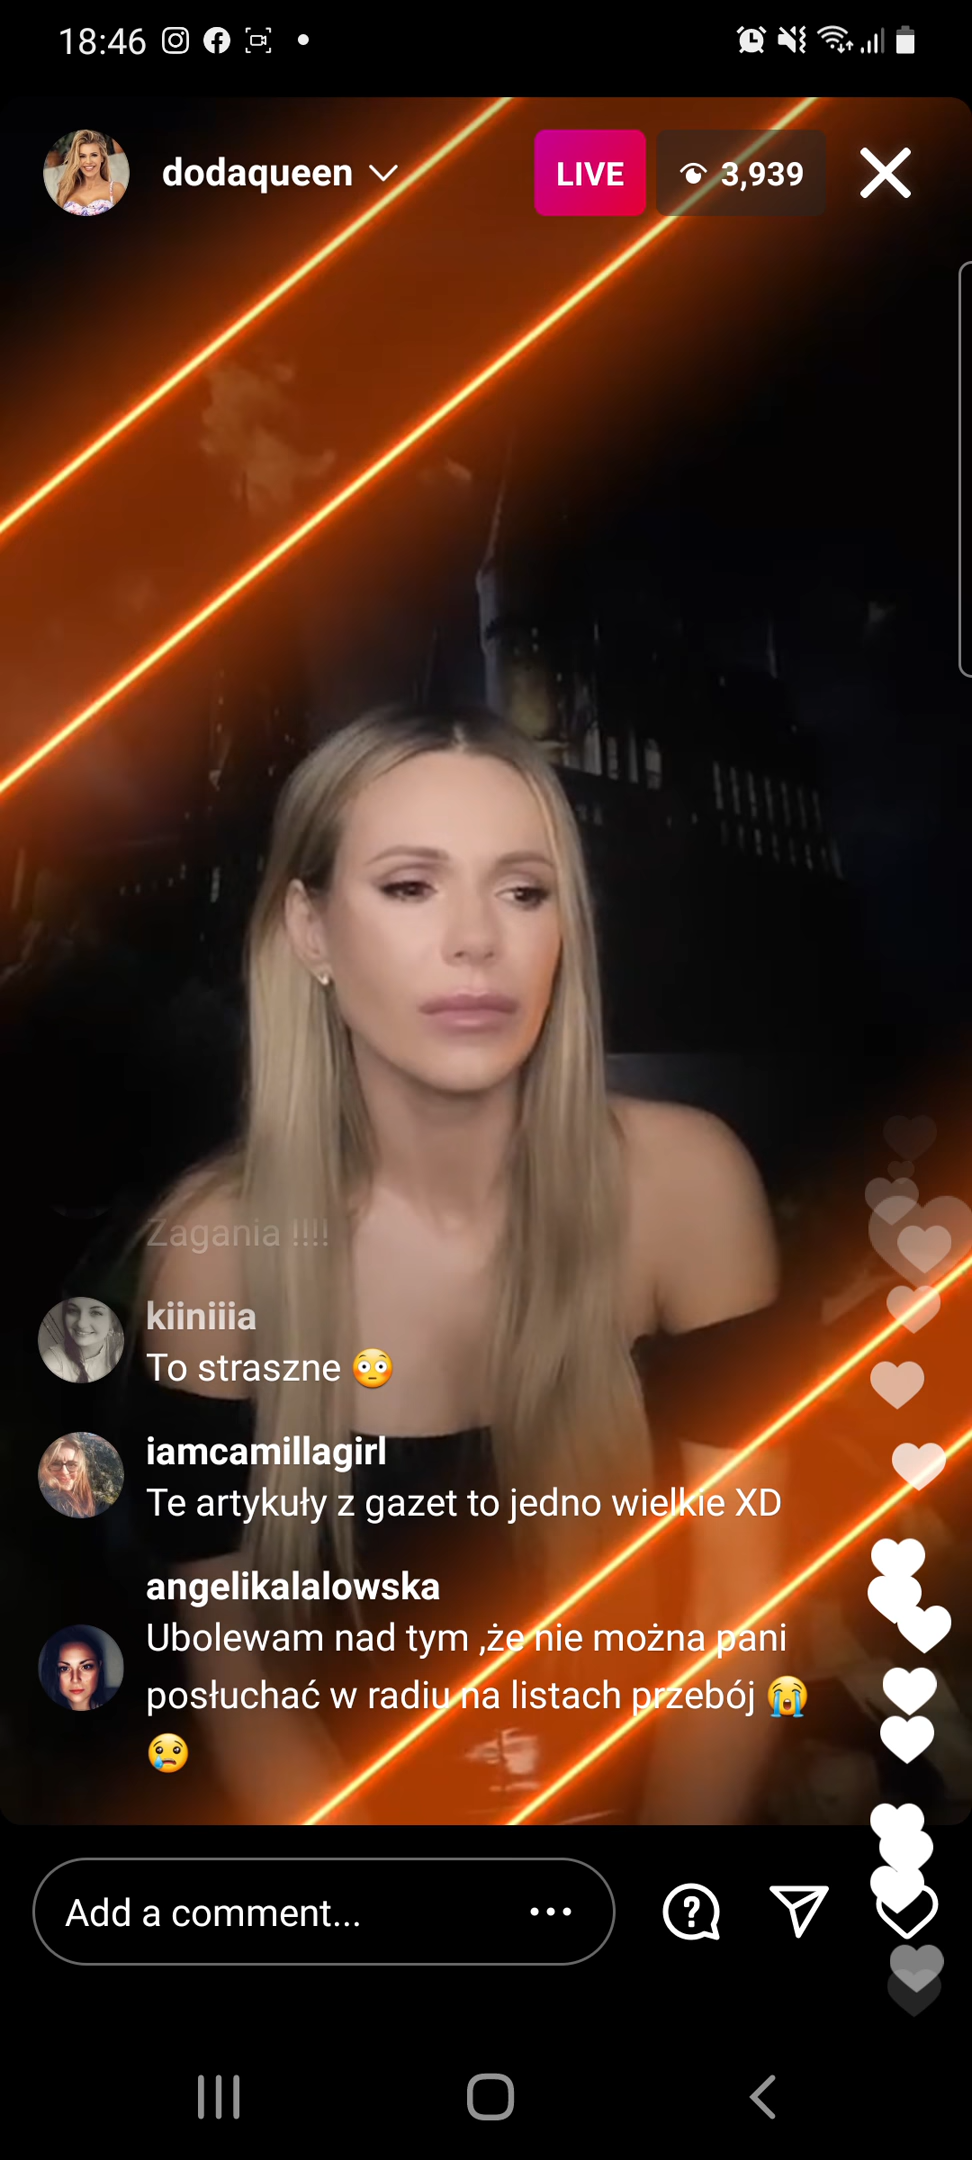 18:46
dodaqueen
LIVE
3,939
Zagania !!!!
kiiniiia
To straszne 😳
iamcamillagirl
Te artykuły z gazet to jedno wielkie XD
angelikalalowska
Ubolewam nad tym ,że nie można pani
posłuchać w radiu na listach przebój 😭
😢
Add a comment...